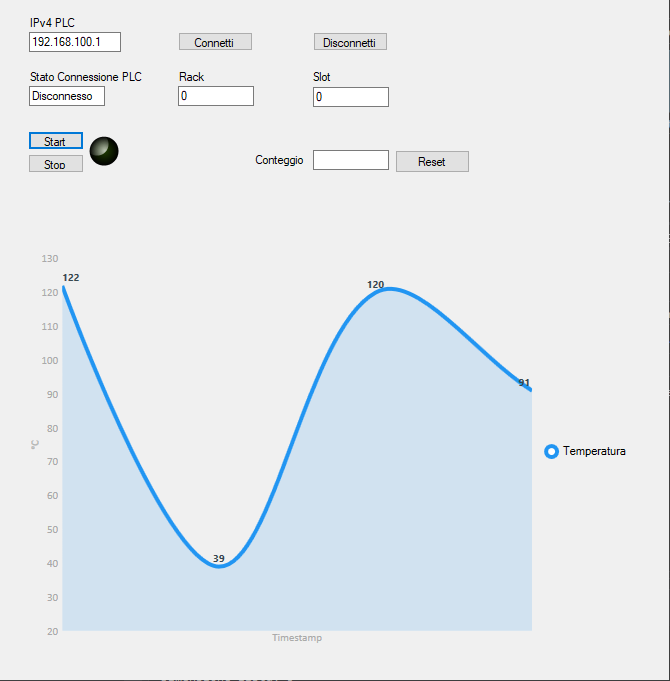 IPv4 PLC
192.168.100.1
Connetti
Disconnetti
Stato Connessione PLC
Rack
Slot
Disconnesso
0
0
Start
Stop
Conteggio
Reset
130
120
110
100
90
80
70
60
50
40
30
20
°C
122
39
120
91
Timestamp
Temperatura